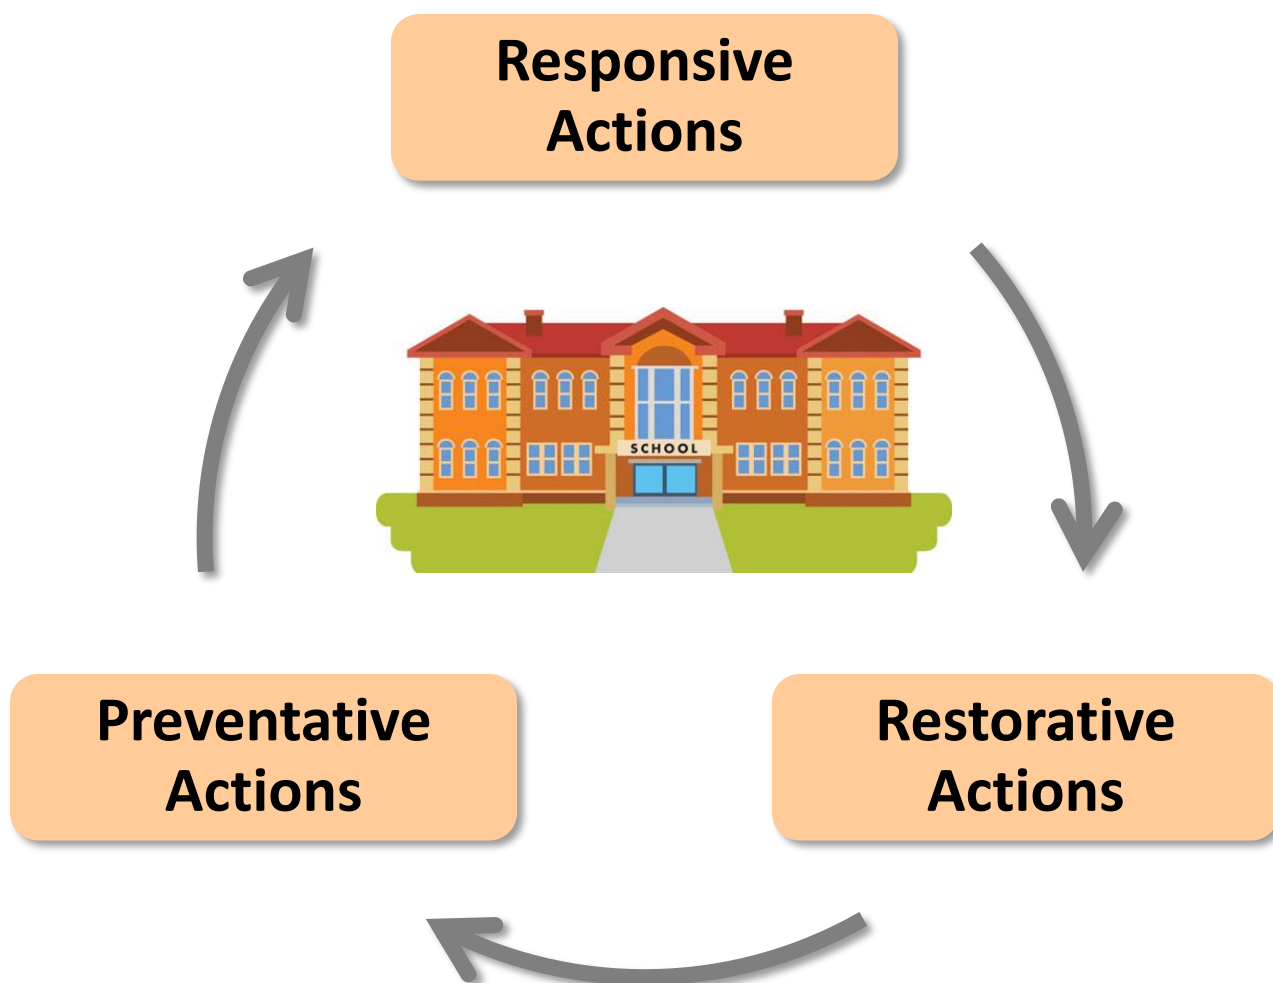 Responsive
Actions
SCHOOL
Preventative
Actions
Restorative
Actions